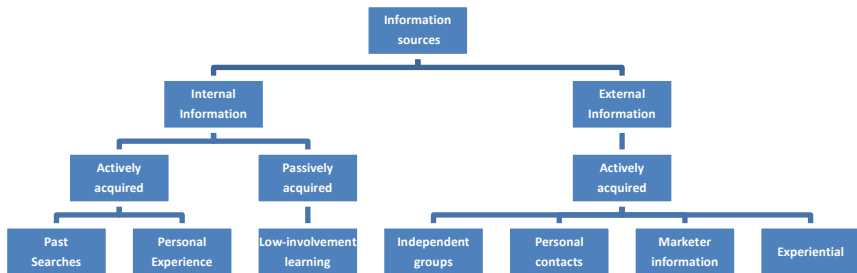 Information
sources
Internal
Information
External
Information
Actively
acquired
Passively
acquired
Actively
acquired
Past
Searches
Personal
Experience
Low-involvement
learning
Independent
groups
Personal
contacts
Marketer
information
Experiential